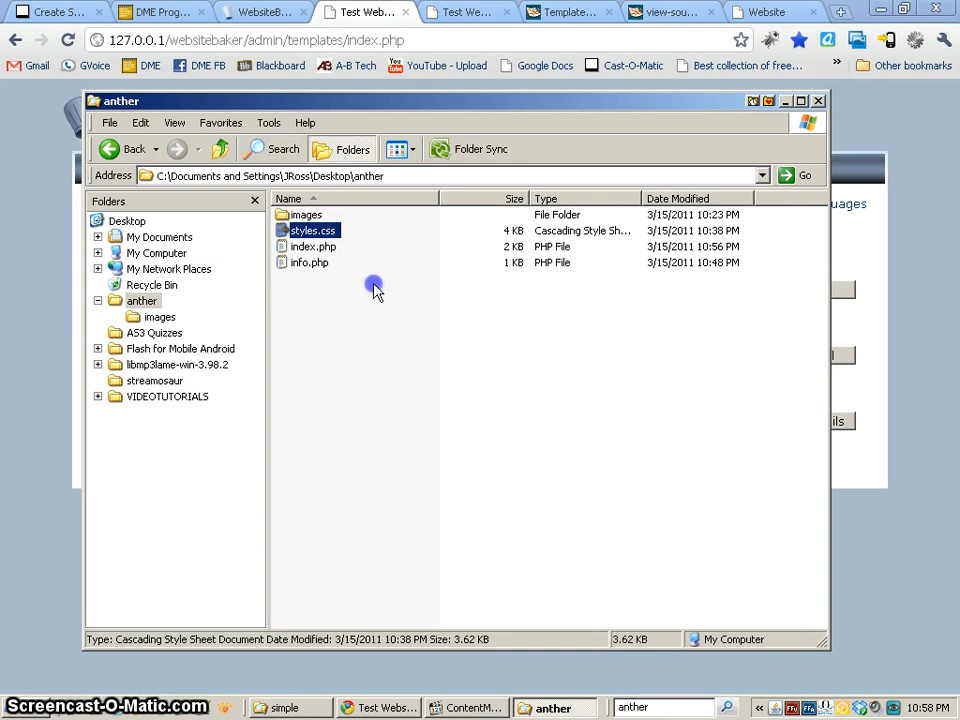 Create S...
DME Prog...
WebsiteB...
Test Web...
Test We...
Template...
view-sou...
Website
127.0.0.1/websitebaker/admin/templates/index.php
Gmail
GVoice
DME
DME FB
Blackboard
A-B Tech
YouTube - Upload
Google Docs
Cast-O-Matic
Best collection of free...
»
Other bookmarks
anther
File Edit View Favorites Tools Help
Back Search Folders Folder Sync
Address C:\Documents and Settings\JRoss\Desktop\anther Go
Folders
Name Size Type Date Modified
Desktop
My Documents
My Computer
My Network Places
Recycle Bin
anther
images
AS3 Quizzes
Flash for Mobile Android
libmp3lame-win-3.98.2
streamosaur
VIDEOTUTORIALS
images File Folder 3/15/2011 10:23 PM
styles.css 4 KB Cascading Style Sh... 3/15/2011 10:38 PM
index.php 2 KB PHP File 3/15/2011 10:56 PM
info.php 1 KB PHP File 3/15/2011 10:48 PM
uages
ils
Type: Cascading Style Sheet Document Date Modified: 3/15/2011 10:38 PM Size: 3.62 KB 3.62 KB My Computer
Screencast-O-Matic.com
simple
Test Webs...
ContentM...
anther
anther
«
10:58 PM